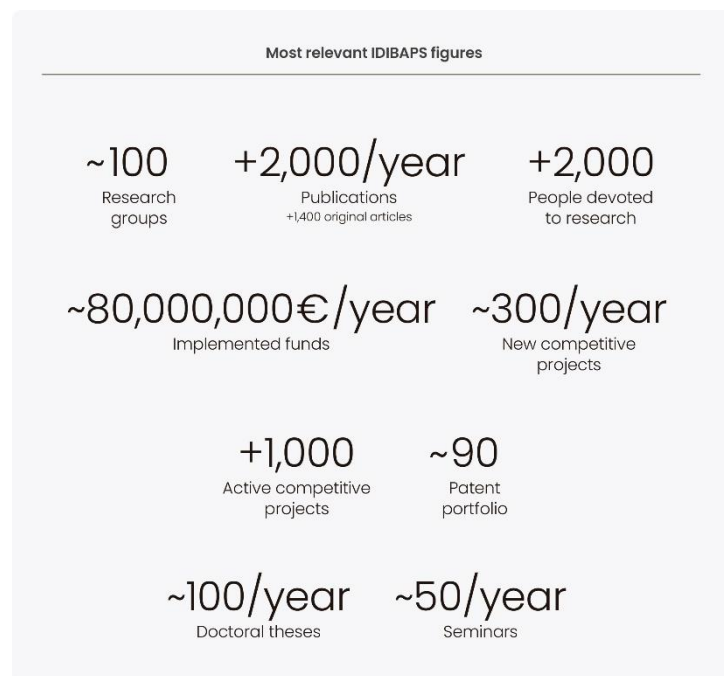 Most relevant IDIBAPS figures
~100
Research
groups
+2,000/year
Publications
+1,400 original articles
+2,000
People devoted
to research
~80,000,000€/year
Implemented funds
~300/year
New competitive
projects
+1,000
Active competitive
projects
~90
Patent
portfolio
~100/year
Doctoral theses
~50/year
Seminars